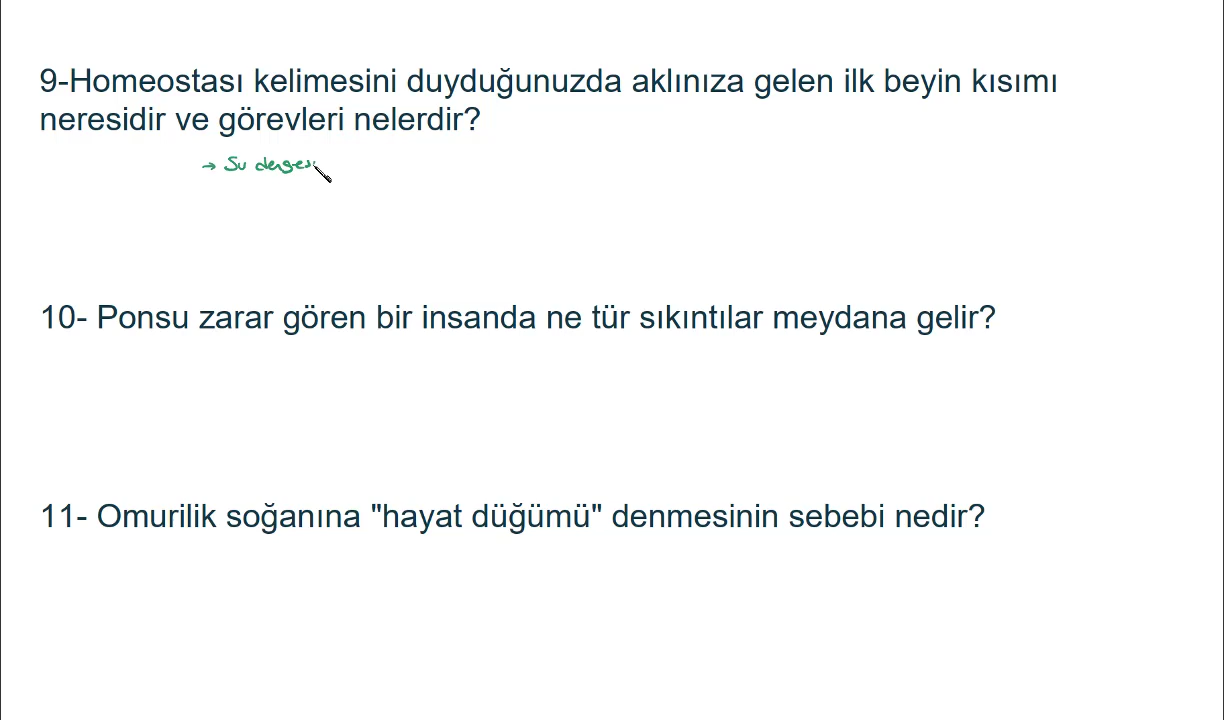 9-Homeostası kelimesini duyduğunuzda aklınıza gelen ilk beyin kısımı
neresidir ve görevleri nelerdir?
→ Su dengesi
10- Ponsu zarar gören bir insanda ne tür sıkıntılar meydana gelir?
11- Omurilik soğanına "hayat düğümü" denmesinin sebebi nedir?